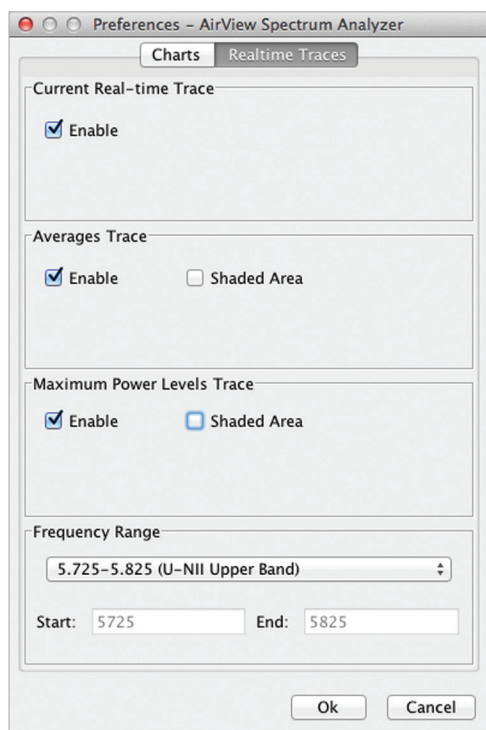 Preferences – AirView Spectrum Analyzer
Charts Realtime Traces
Current Real-time Trace
Enable
Averages Trace
Enable Shaded Area
Maximum Power Levels Trace
Enable Shaded Area
Frequency Range
5.725-5.825 (U-NII Upper Band)
Start: 5725 End: 5825
Ok Cancel